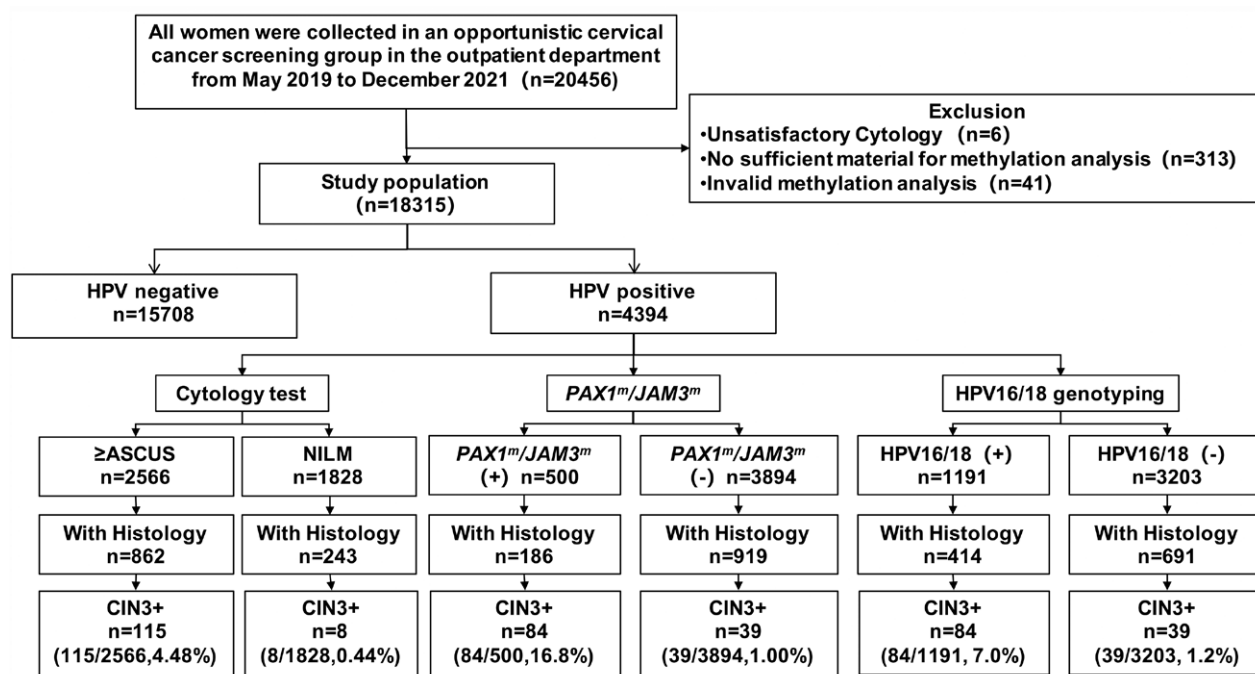 All women were collected in an opportunistic cervical
cancer screening group in the outpatient department
from May 2019 to December 2021 (n=20456)
Exclusion
•Unsatisfactory Cytology (n=6)
•No sufficient material for methylation analysis (n=313)
•Invalid methylation analysis (n=41)
Study population
(n=18315)
HPV negative
n=15708
HPV positive
n=4394
Cytology test
PAX1ᵐ/JAM3ᵐ
HPV16/18 genotyping
≥ASCUS
n=2566
NILM
n=1828
PAX1ᵐ/JAM3ᵐ
(+) n=500
PAX1ᵐ/JAM3ᵐ
(-) n=3894
HPV16/18 (+)
n=1191
HPV16/18 (-)
n=3203
With Histology
n=862
With Histology
n=243
With Histology
n=186
With Histology
n=919
With Histology
n=414
With Histology
n=691
CIN3+
n=115
(115/2566,4.48%)
CIN3+
n=8
(8/1828,0.44%)
CIN3+
n=84
(84/500,16.8%)
CIN3+
n=39
(39/3894,1.00%)
CIN3+
n=84
(84/1191, 7.0%)
CIN3+
n=39
(39/3203, 1.2%)